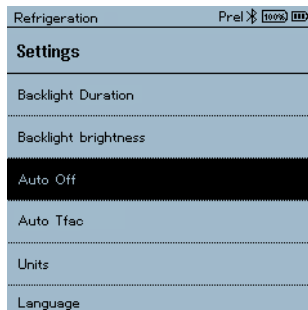 Refrigeration Prel 100%
Settings
Backlight Duration
Backlight brightness
Auto Off
Auto Tfac
Units
Language